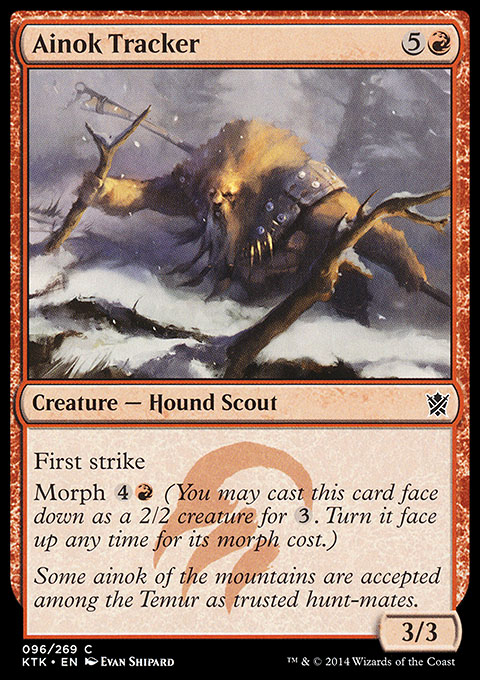 Ainok Tracker 5
Creature — Hound Scout
First strike
Morph 4 (You may cast this card face
down as a 2/2 creature for 3. Turn it face
up any time for its morph cost.)
Some ainok of the mountains are accepted
among the Temur as trusted hunt-mates.
3/3
096/269 C
KTK • EN Evan Shipard
™ & © 2014 Wizards of the Coast